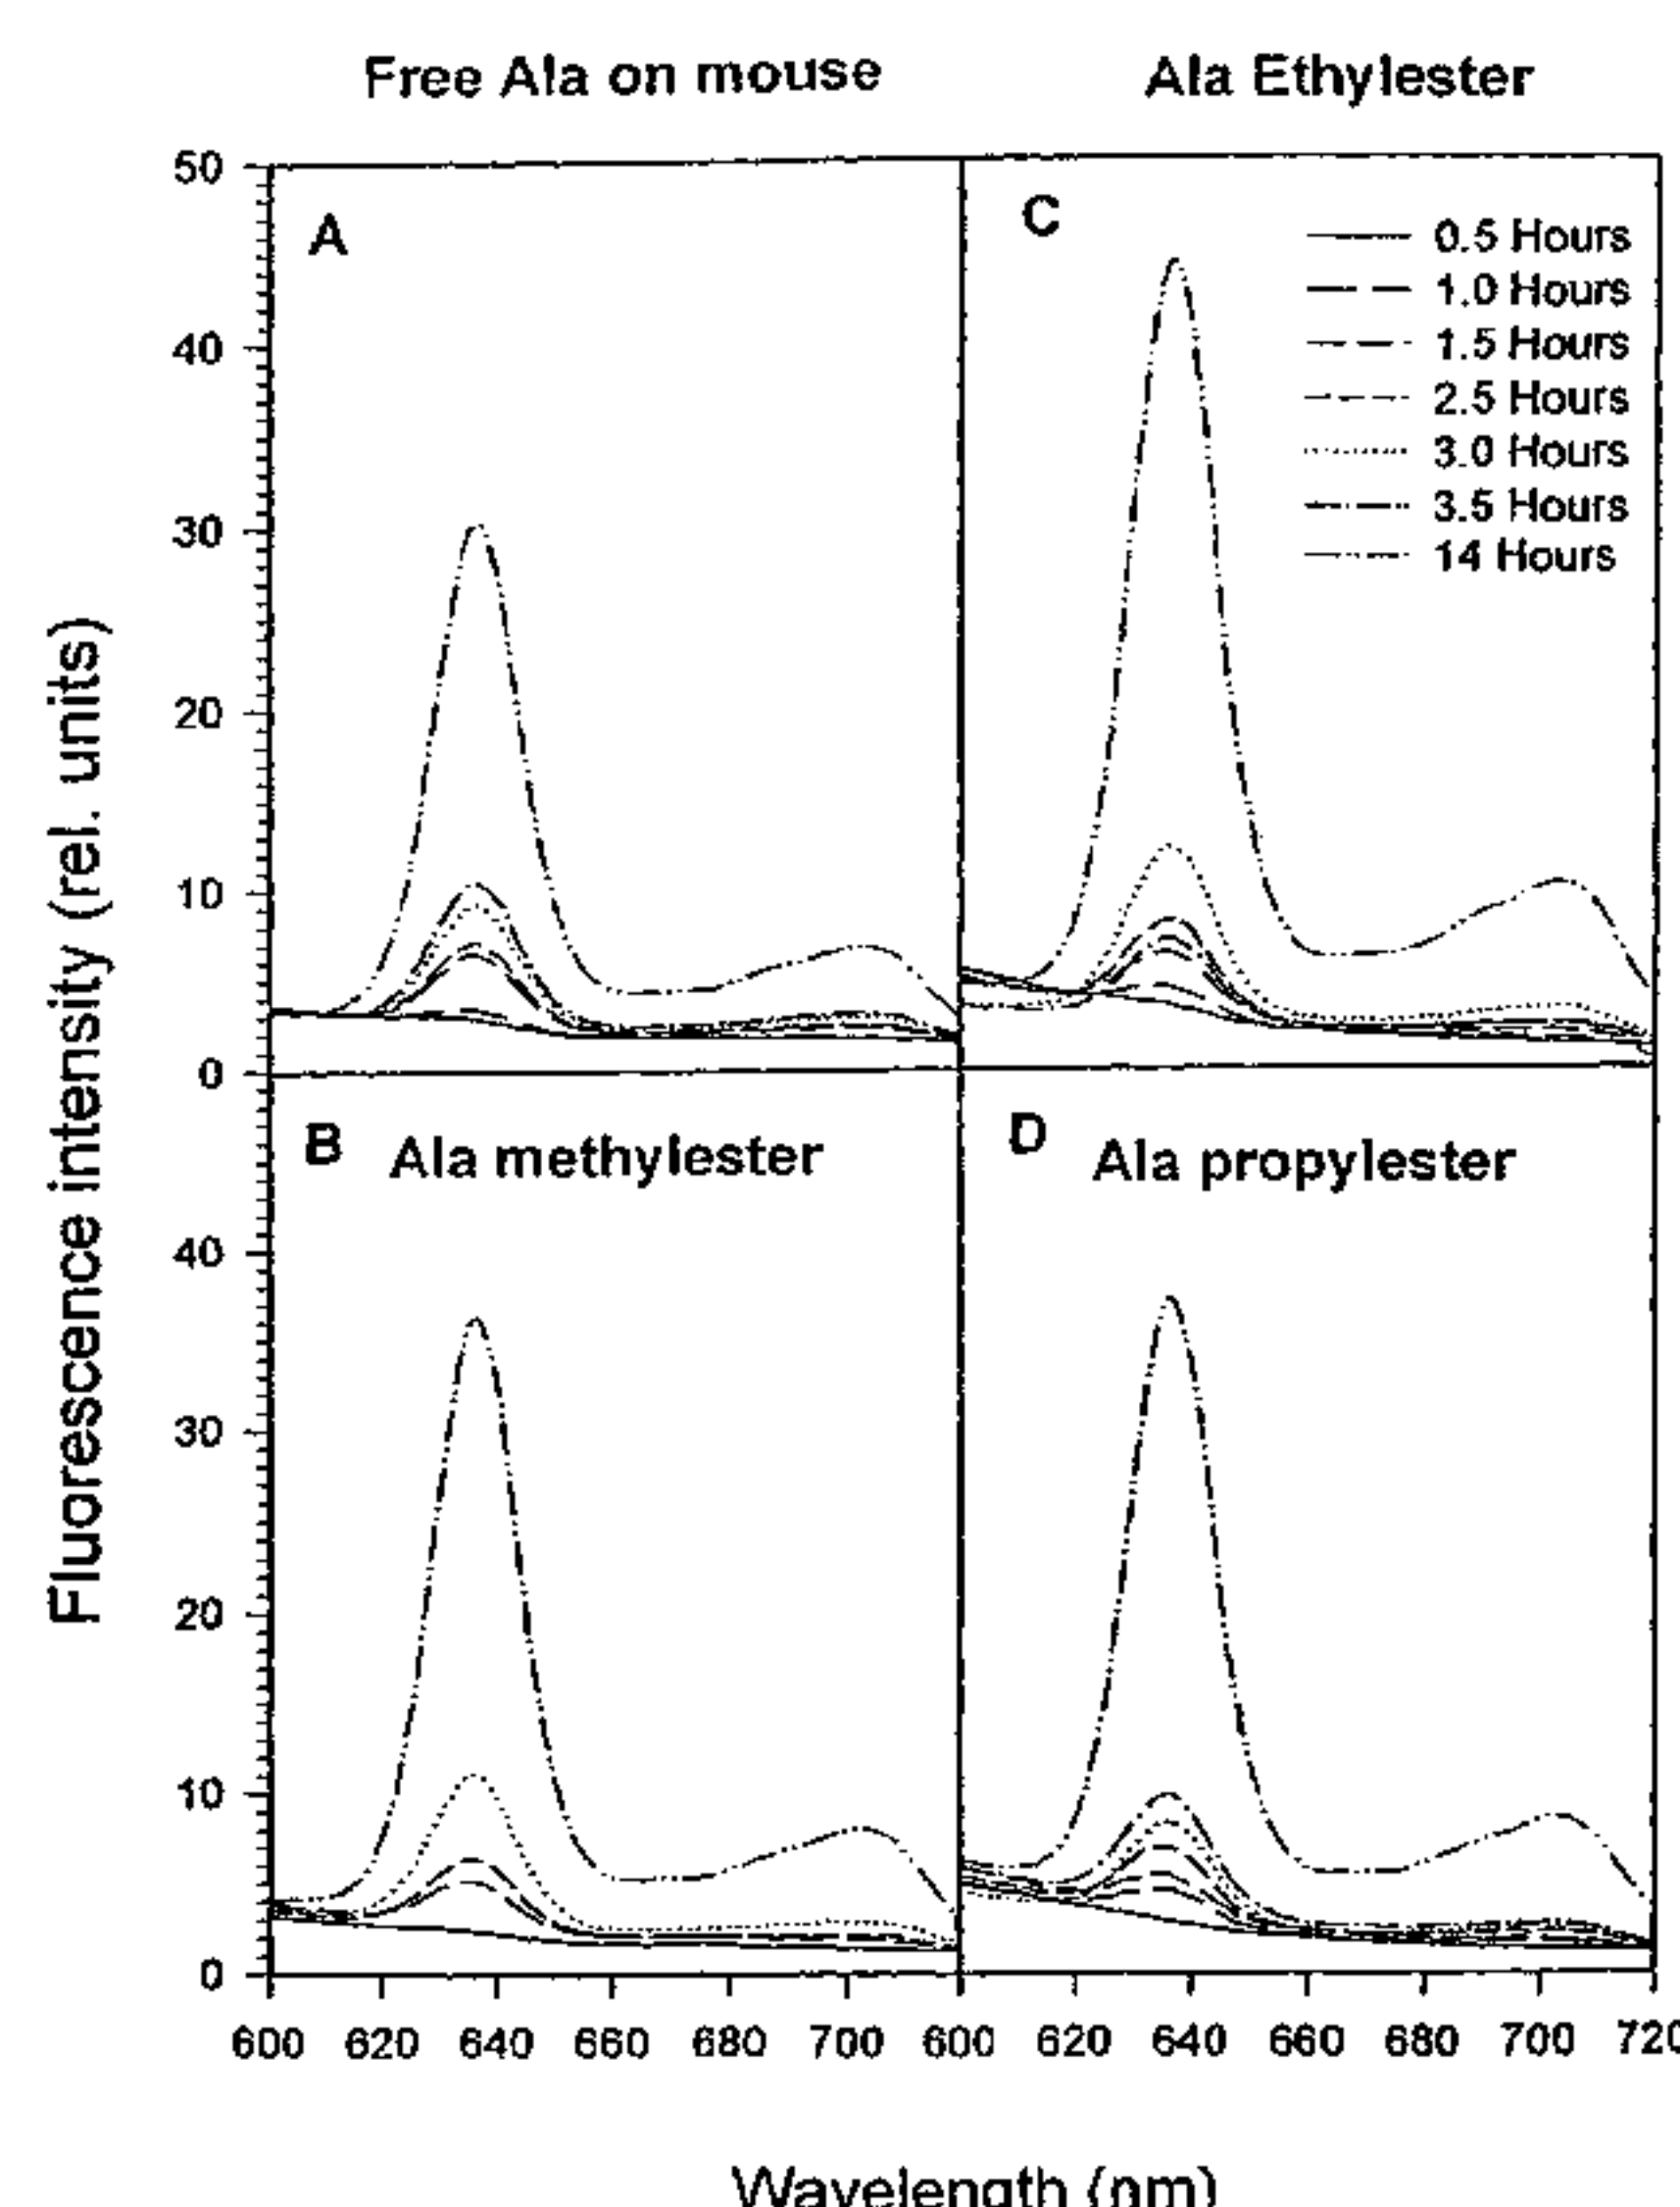 Free Ala on mouse
Ala Ethylester
50
A
C
0.5 Hours
1.0 Hours
1.5 Hours
2.5 Hours
3.0 Hours
3.5 Hours
14 Hours
40
30
20
10
0
Fluorescence intensity (rel. units)
B
Ala methylester
D
Ala propylester
40
30
20
10
0
600 620 640 660 680 700 600 620 640 660 680 700 720
Wavelength (nm)